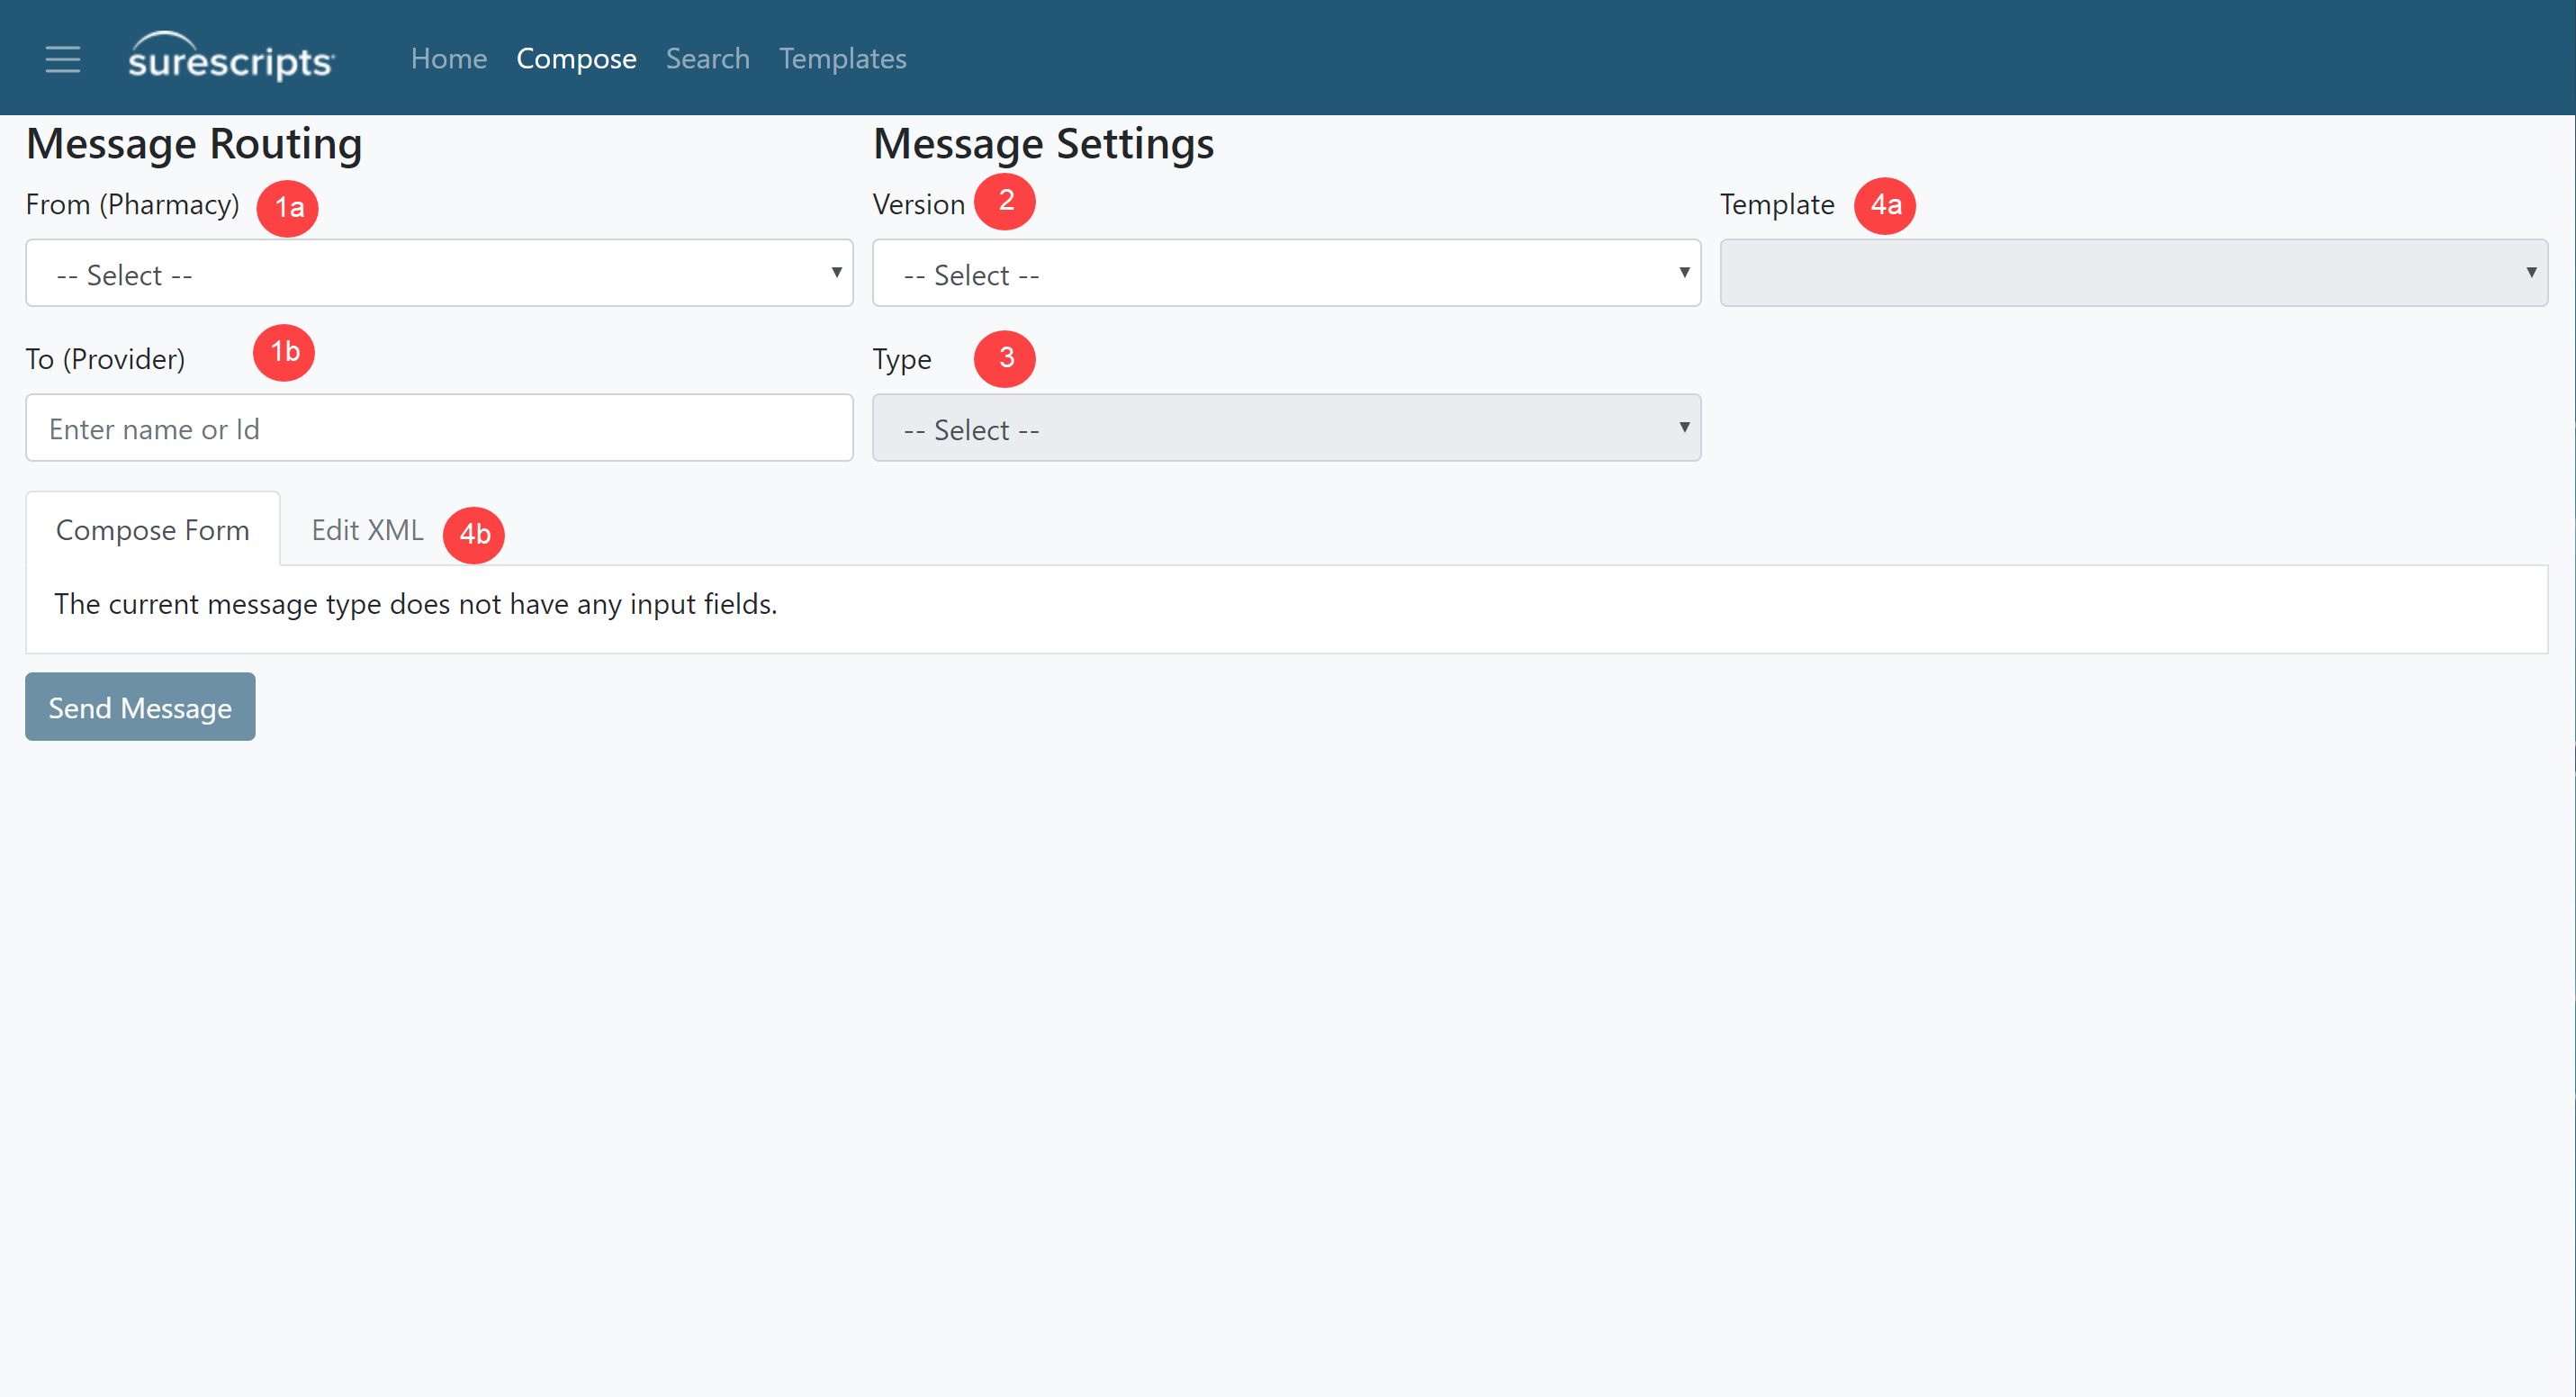 surescripts Home Compose Search Templates
Message Routing
From (Pharmacy) 1a
-- Select --
To (Provider) 1b
Enter name or Id
Message Settings
Version 2
-- Select --
Type 3
-- Select --
Template 4a
Compose Form Edit XML 4b
The current message type does not have any input fields.
Send Message